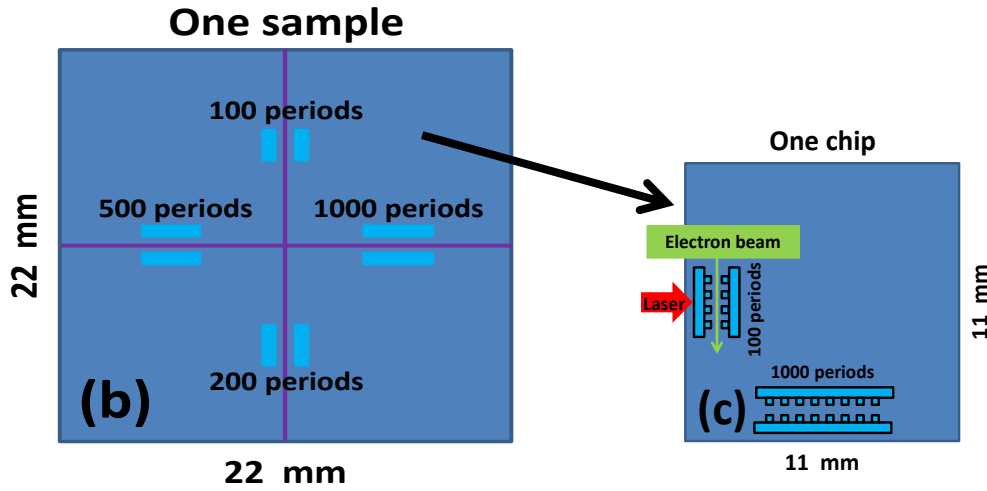 One sample
100 periods
500 periods
1000 periods
22 mm
200 periods
(b)
22 mm
One chip
Electron beam
Laser
100 periods
11 mm
1000 periods
(c)
11 mm